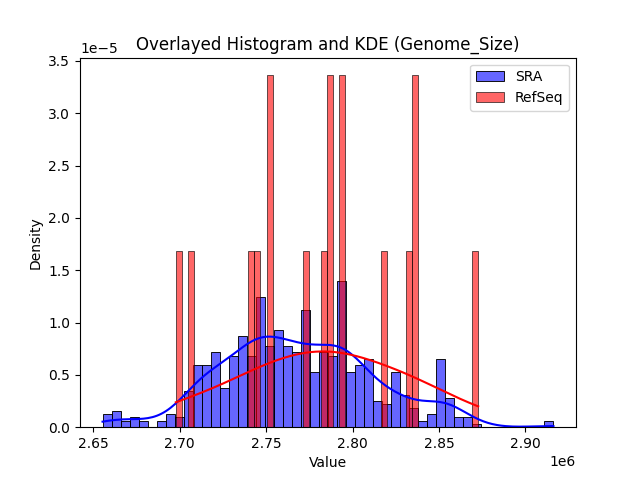 Overlayed Histogram and KDE (Genome_Size)
1e−5
3.5
3.0
2.5
2.0
1.5
1.0
0.5
0.0
Density
SRA
RefSeq
2.65 2.70 2.75 2.80 2.85 2.90
1e6
Value